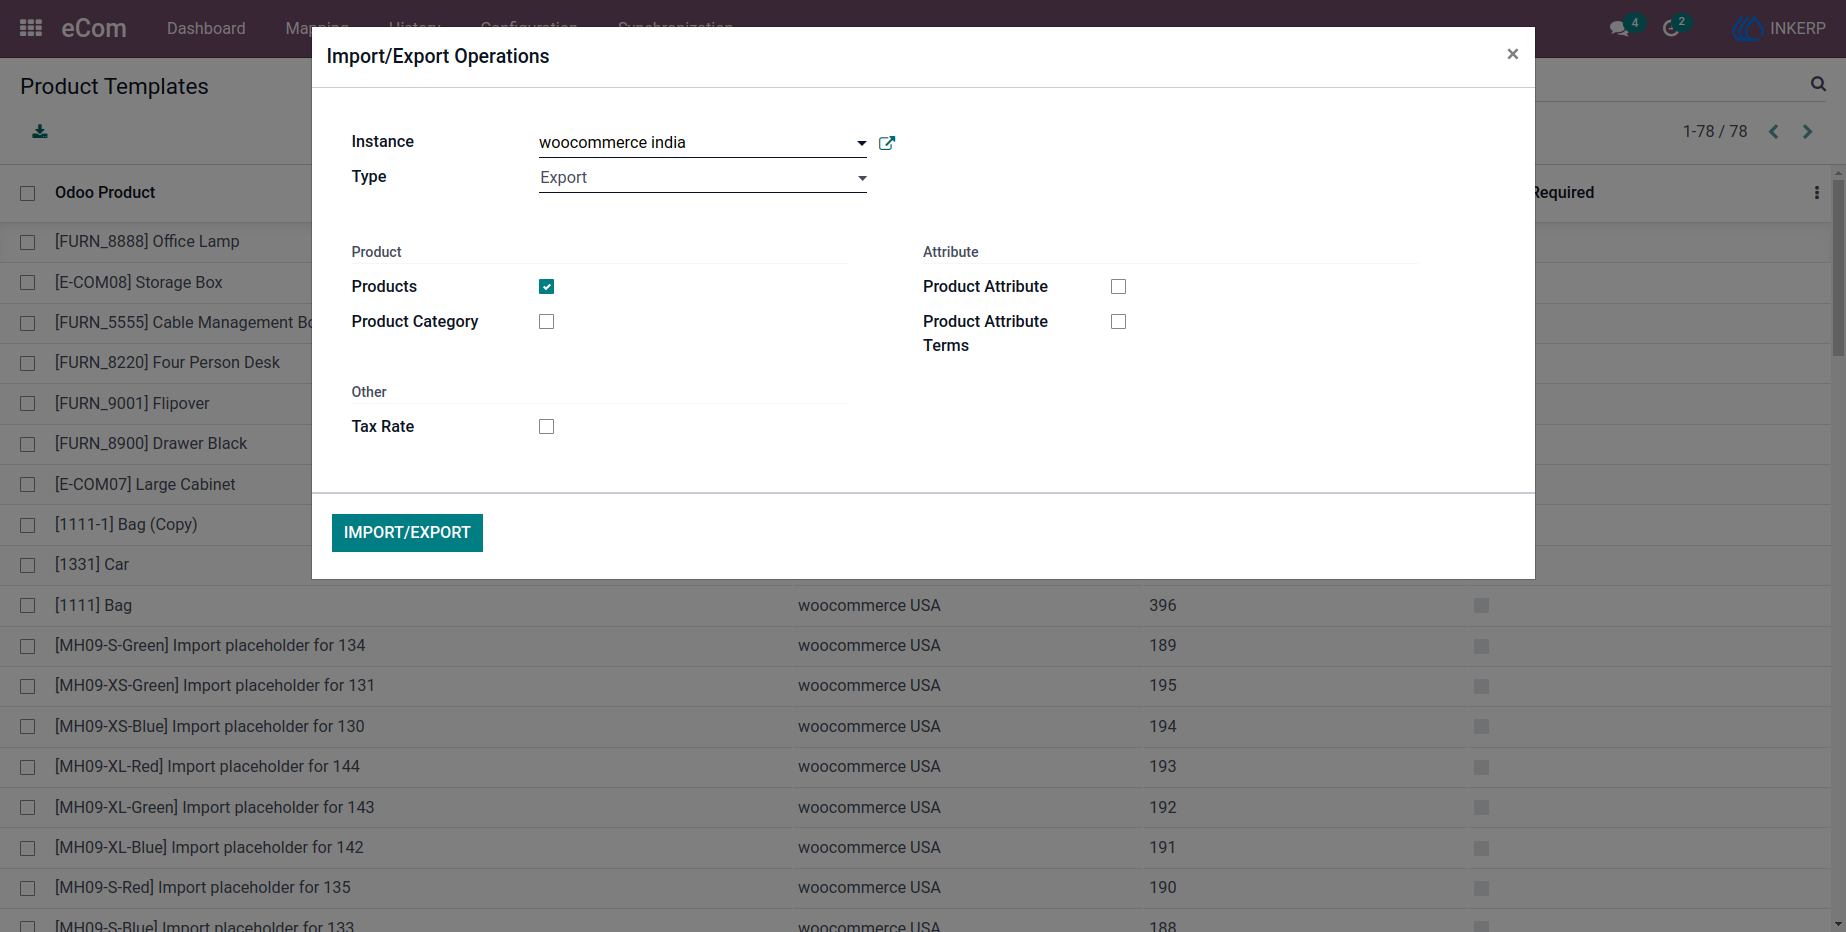 eCom Dashboard 4 2 INKERP
Import/Export Operations ×
Product Templates
Instance woocommerce india
1-78 / 78
Type Export
Odoo Product Required
[FURN_8888] Office Lamp
Product Attribute
[E-COM08] Storage Box
Products Product Attribute
[FURN_5555] Cable Management
Product Category Product Attribute Terms
[FURN_8220] Four Person Desk
Other
[FURN_9001] Flipover
Tax Rate
[FURN_8900] Drawer Black
[E-COM07] Large Cabinet
[1111-1] Bag (Copy)
IMPORT/EXPORT
[1331] Car
[1111] Bag woocommerce USA 396
[MH09-S-Green] Import placeholder for 134 woocommerce USA 189
[MH09-XS-Green] Import placeholder for 131 woocommerce USA 195
[MH09-XS-Blue] Import placeholder for 130 woocommerce USA 194
[MH09-XL-Red] Import placeholder for 144 woocommerce USA 193
[MH09-XL-Green] Import placeholder for 143 woocommerce USA 192
[MH09-XL-Blue] Import placeholder for 142 woocommerce USA 191
[MH09-S-Red] Import placeholder for 135 woocommerce USA 190
[MH09-S-Blue] Import placeholder for 133 woocommerce USA 188